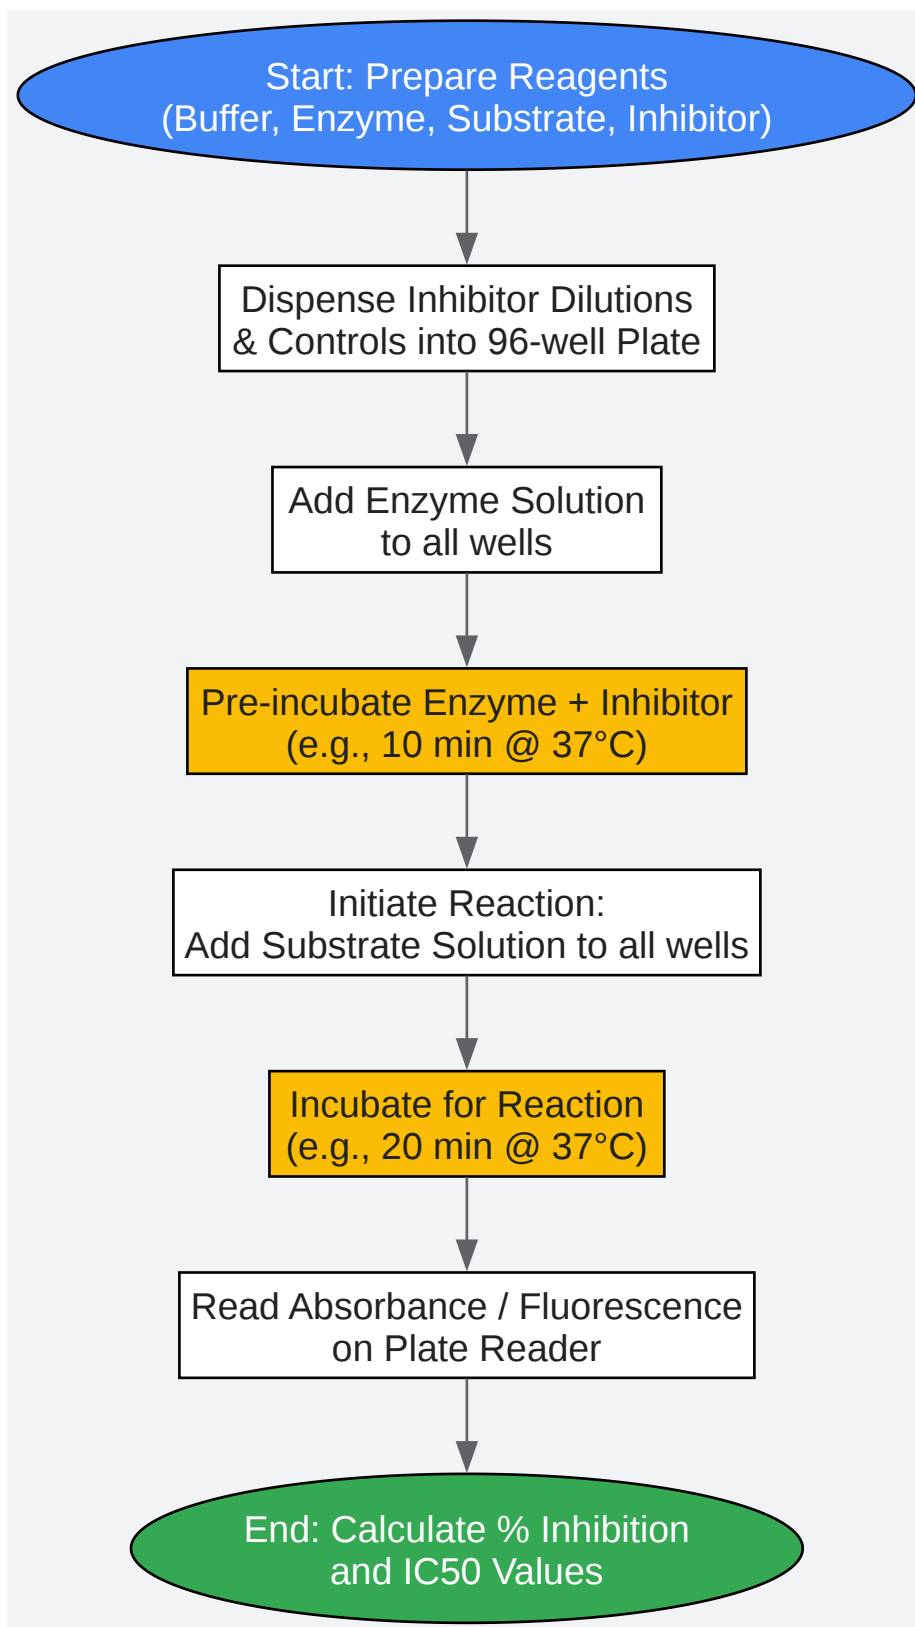 Start: Prepare Reagents
(Buffer, Enzyme, Substrate, Inhibitor)
Dispense Inhibitor Dilutions
& Controls into 96-well Plate
Add Enzyme Solution
to all wells
Pre-incubate Enzyme + Inhibitor
(e.g., 10 min @ 37°C)
Initiate Reaction:
Add Substrate Solution to all wells
Incubate for Reaction
(e.g., 20 min @ 37°C)
Read Absorbance / Fluorescence
on Plate Reader
End: Calculate % Inhibition
and IC50 Values